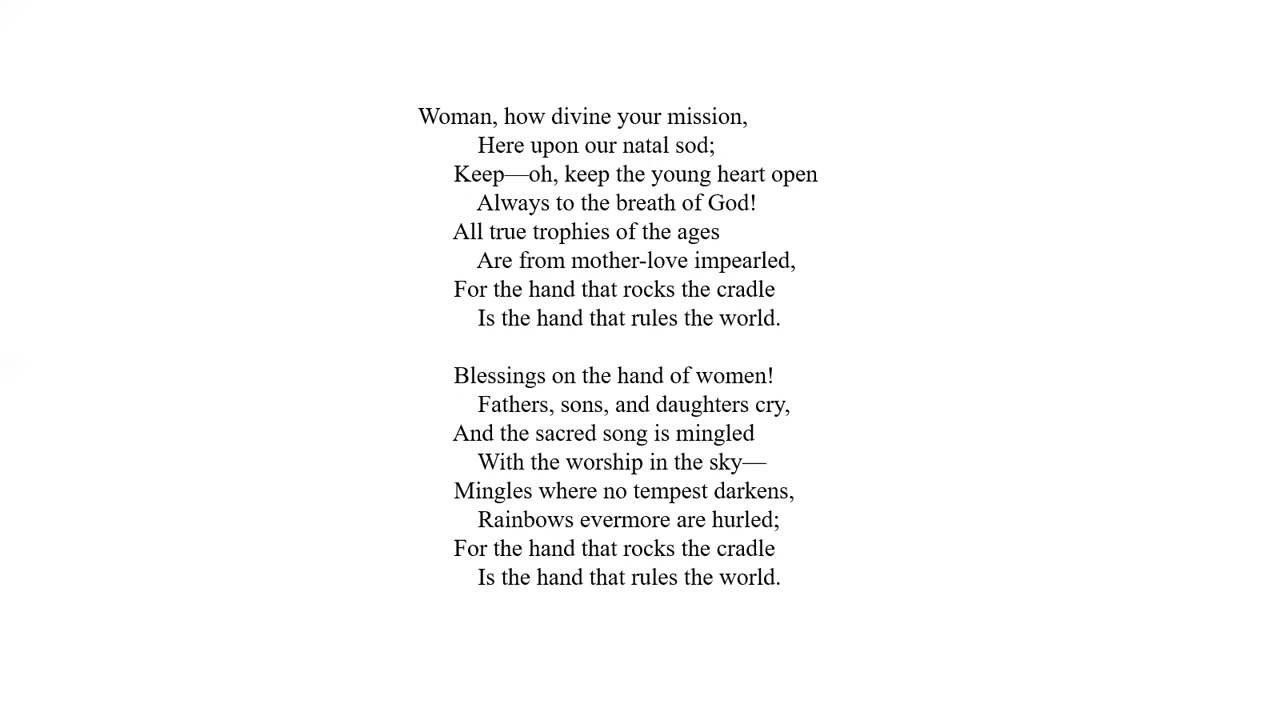 Woman, how divine your mission,
Here upon our natal sod;
Keep—oh, keep the young heart open
Always to the breath of God!
All true trophies of the ages
Are from mother-love impearled,
For the hand that rocks the cradle
Is the hand that rules the world.

Blessings on the hand of women!
Fathers, sons, and daughters cry,
And the sacred song is mingled
With the worship in the sky—
Mingles where no tempest darkens,
Rainbows evermore are hurled;
For the hand that rocks the cradle
Is the hand that rules the world.